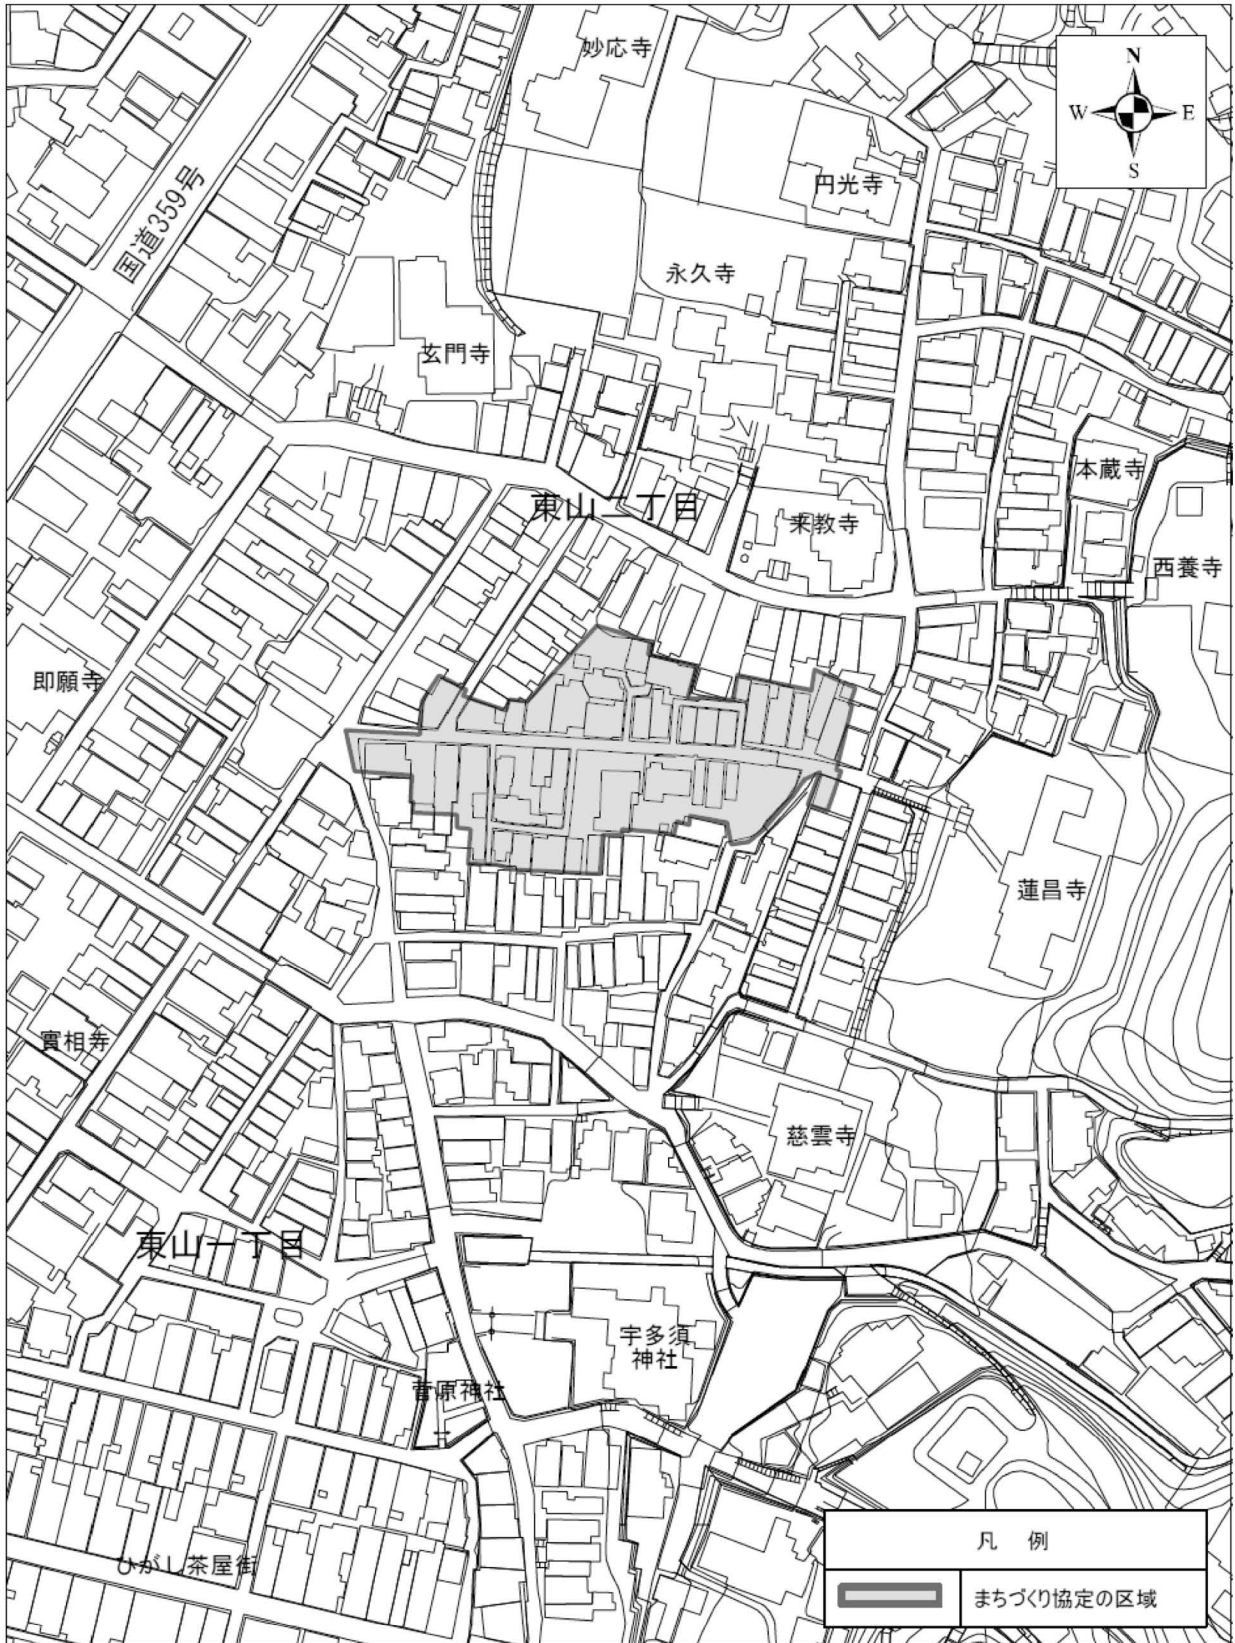 妙応寺
N
W
E
S
円光寺
国道359号
永久寺
玄門寺
本蔵寺
東山二丁目
来教寺
西養寺
即願寺
蓮昌寺
實相寺
慈雲寺
東山一丁目
宇多須
神社
菅原神社
ひがし茶屋街
凡 例
まちづくり協定の区域